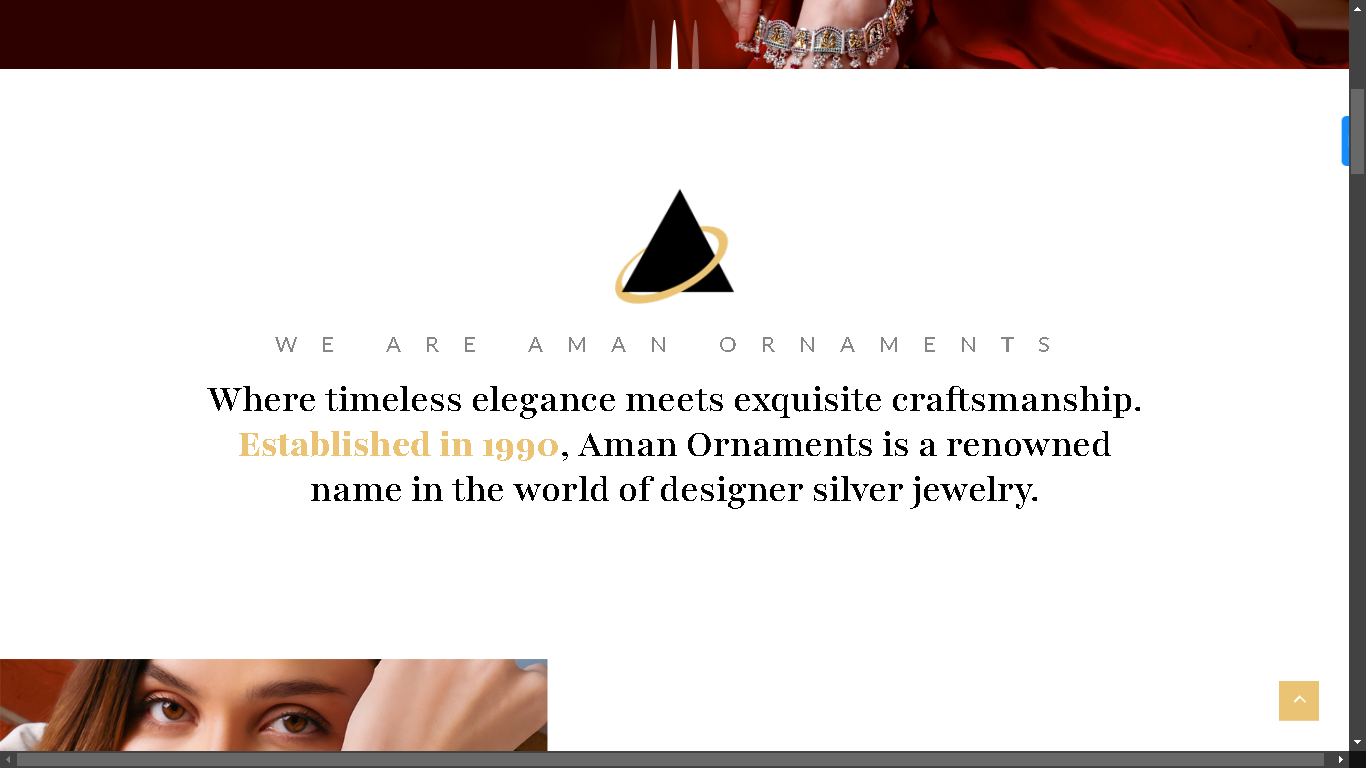 WE ARE AMAN ORNAMENTS
Where timeless elegance meets exquisite craftsmanship.
Established in 1990, Aman Ornaments is a renowned
name in the world of designer silver jewelry.